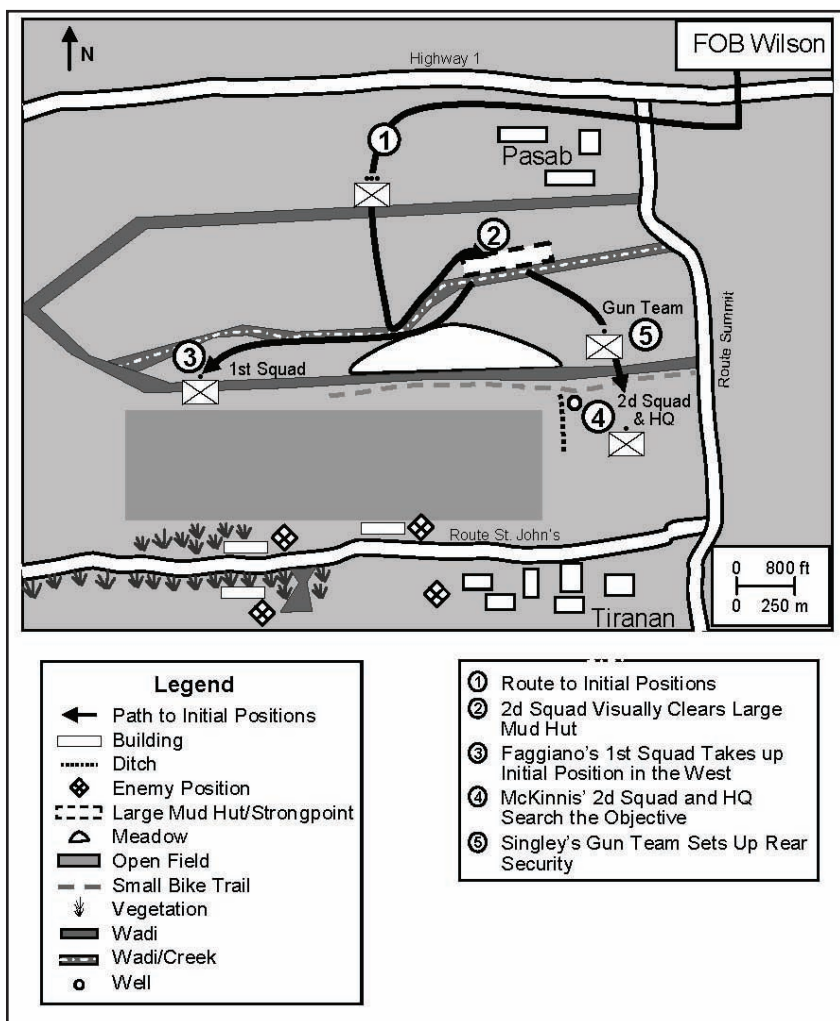 N
Highway 1
FOB Wilson
1
Pasab
2
Gun Team
5
Route Summit
3
1st Squad
2d Squad
& HQ
4
Route St. John's
Tiranan
0 800 ft
0 250 m
Legend
Path to Initial Positions
Building
Ditch
Enemy Position
Large Mud Hut/Strongpoint
Meadow
Open Field
Small Bike Trail
Vegetation
Wadi
Wadi/Creek
Well
1 Route to Initial Positions
2 2d Squad Visually Clears Large
Mud Hut
3 Faggiano's 1st Squad Takes up
Initial Position in the West
4 McKinnis' 2d Squad and HQ
Search the Objective
5 Singley's Gun Team Sets Up Rear
Security